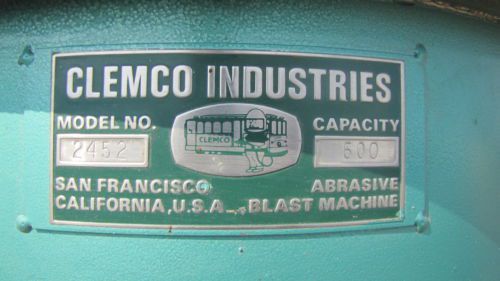 CLEMCO INDUSTRIES
MODEL NO. CAPACITY
2452 CLEMCO 600
SAN FRANCISCO ABRASIVE
CALIFORNIA, U.S.A. BLAST MACHINE